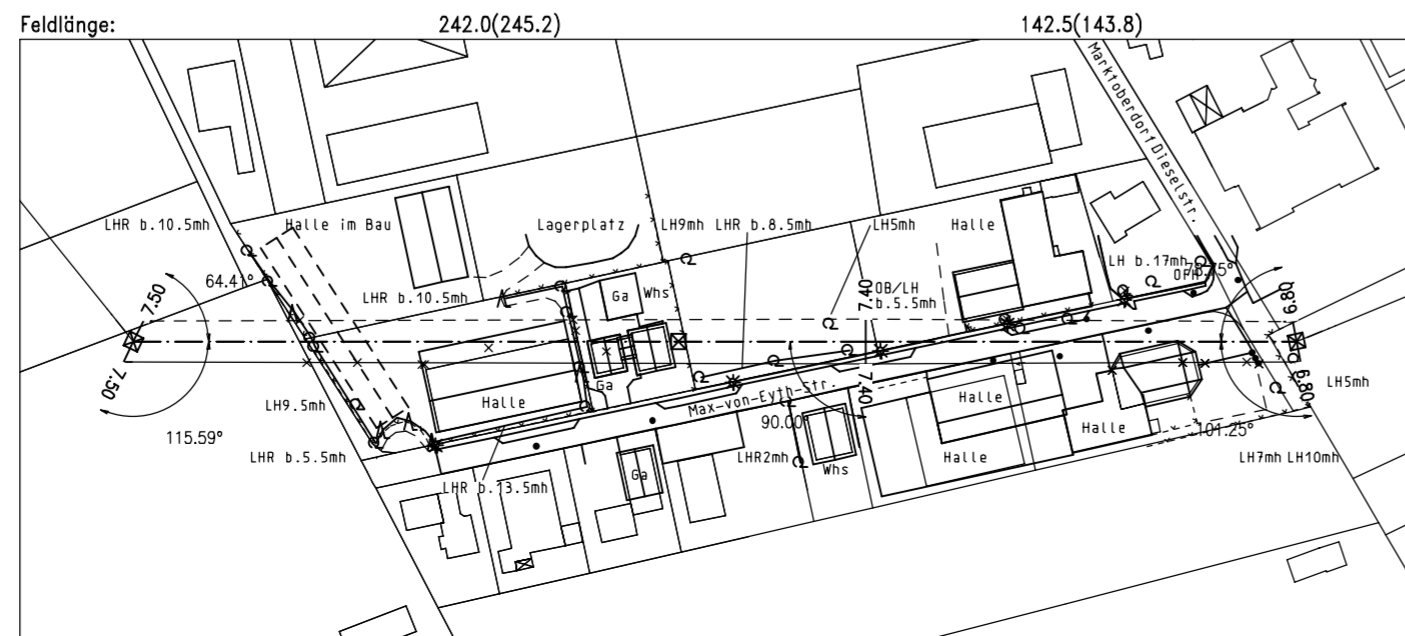 Feldlänge: 242.0(245.2) 142.5(143.8)
Marktoberdorf
Dieselstr.
LHR b.10.5mh
Halle im Bau
Lagerplatz
LH9mh
LHR b.8.5mh
LH5mh
Halle
64.41°
LH b.17mh
LHR b.10.5mh
Ga
Whs
OB/LH
b.5.5mh
7.50
7.40
6.80
7.50
7.40
6.80
Ga
Max-von-Eyth-Str.
LH5mh
LH9.5mh
Halle
Halle
90.00°
Halle
115.59°
101.25°
LHR b.5.5mh
LHR2mh
Whs
Halle
LH7mh LH10mh
Ga
LHR b.13.5mh